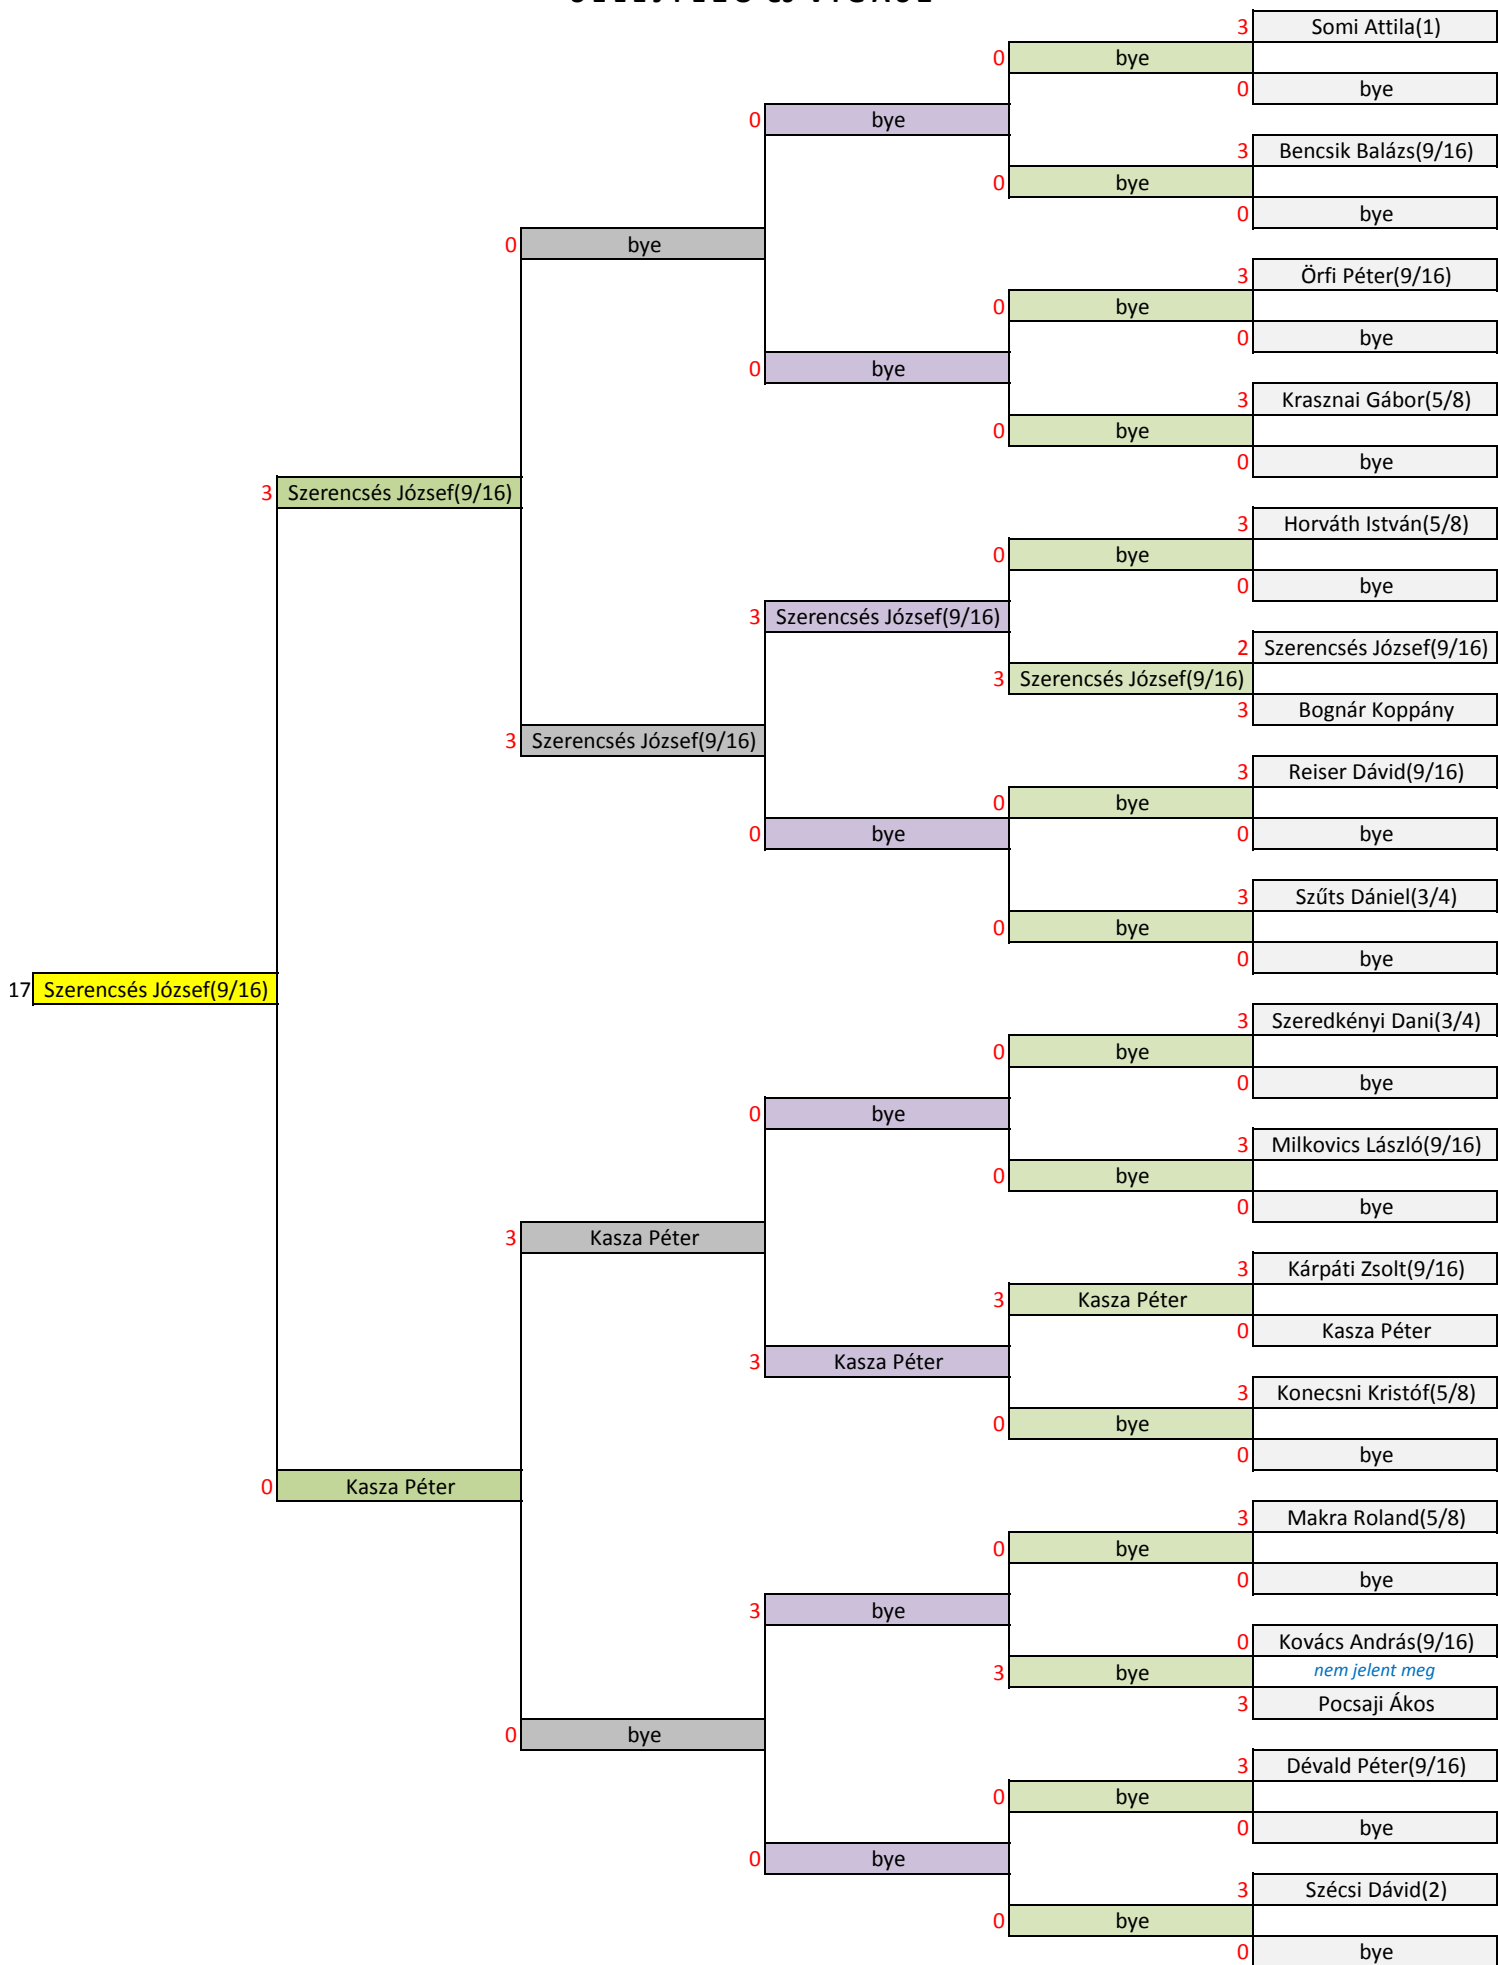 3 Somi Attila(1)
0 bye
0 bye
0 bye
3 Bencsik Balázs(9/16)
0 bye
0 bye
0 bye
3 Örfi Péter(9/16)
0 bye
0 bye
0 bye
3 Krasznai Gábor(5/8)
0 bye
0 bye
3 Szerencsés József(9/16)
3 Horváth István(5/8)
0 bye
0 bye
3 Szerencsés József(9/16)
2 Szerencsés József(9/16)
3 Szerencsés József(9/16)
3 Bognár Koppány
3 Szerencsés József(9/16)
3 Reiser Dávid(9/16)
0 bye
0 bye
0 bye
3 Szűts Dániel(3/4)
0 bye
0 bye
17 Szerencsés József(9/16)
3 Szeredkényi Dani(3/4)
0 bye
0 bye
0 bye
3 Milkovics László(9/16)
0 bye
0 bye
3 Kasza Péter
3 Kárpáti Zsolt(9/16)
3 Kasza Péter
0 Kasza Péter
3 Kasza Péter
3 Konecsni Kristóf(5/8)
0 bye
0 bye
0 Kasza Péter
3 Makra Roland(5/8)
0 bye
0 bye
3 bye
0 Kovács András(9/16)
3 bye
nem jelent meg
3 Pocsaji Ákos
0 bye
3 Dévald Péter(9/16)
0 bye
0 bye
0 bye
3 Szécsi Dávid(2)
0 bye
0 bye